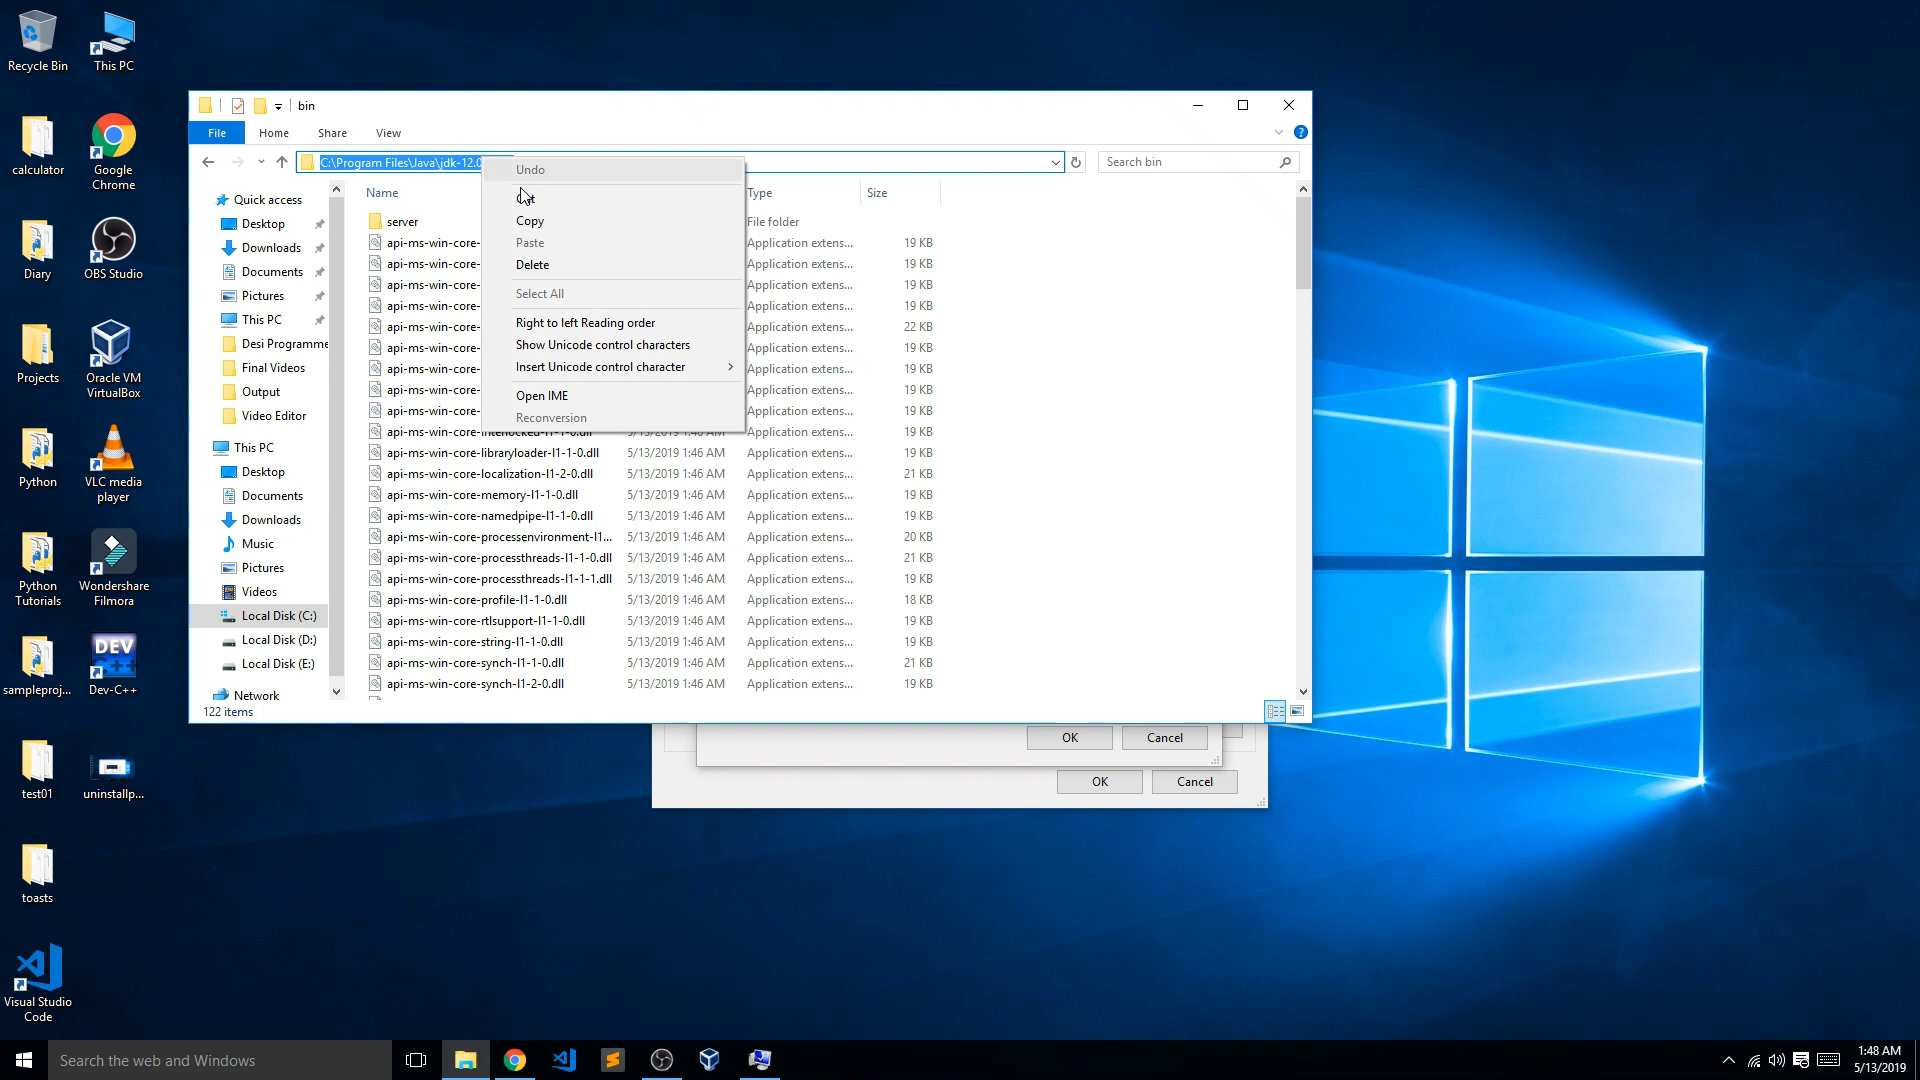 Recycle Bin
This PC
calculator
Google
Chrome
Diary
OBS Studio
Projects
Oracle VM
VirtualBox
Python
VLC media
player
Python
Tutorials
Wondershare
Filmora
sampleproj...
DEV
C++
Dev-C++
test01
uninstallp...
toasts
Visual Studio
Code
bin
File
Home
Share
View
?
C:\Program Files\Java\jdk-12.0
Search bin
Quick access
Desktop
Downloads
Documents
Pictures
This PC
Desi Programme
Final Videos
Output
Video Editor
This PC
Desktop
Documents
Downloads
Music
Pictures
Videos
Local Disk (C:)
Local Disk (D:)
Local Disk (E:)
Network
122 items
Name
Type
Size
server
File folder
api-ms-win-core-
Application extens...
19 KB
api-ms-win-core-
Application extens...
19 KB
api-ms-win-core-
Application extens...
19 KB
api-ms-win-core-
Application extens...
19 KB
api-ms-win-core-
Application extens...
22 KB
api-ms-win-core-
Application extens...
19 KB
api-ms-win-core-
Application extens...
19 KB
api-ms-win-core-
Application extens...
19 KB
api-ms-win-core-
Application extens...
19 KB
api-ms-win-core-interlocked-l1-1-0.dll
5/13/2019 1:46 AM
Application extens...
19 KB
api-ms-win-core-libraryloader-l1-1-0.dll
5/13/2019 1:46 AM
Application extens...
19 KB
api-ms-win-core-localization-l1-2-0.dll
5/13/2019 1:46 AM
Application extens...
21 KB
api-ms-win-core-memory-l1-1-0.dll
5/13/2019 1:46 AM
Application extens...
19 KB
api-ms-win-core-namedpipe-l1-1-0.dll
5/13/2019 1:46 AM
Application extens...
19 KB
api-ms-win-core-processenvironment-l1...
5/13/2019 1:46 AM
Application extens...
20 KB
api-ms-win-core-processthreads-l1-1-0.dll
5/13/2019 1:46 AM
Application extens...
21 KB
api-ms-win-core-processthreads-l1-1-1.dll
5/13/2019 1:46 AM
Application extens...
19 KB
api-ms-win-core-profile-l1-1-0.dll
5/13/2019 1:46 AM
Application extens...
18 KB
api-ms-win-core-rtlsupport-l1-1-0.dll
5/13/2019 1:46 AM
Application extens...
19 KB
api-ms-win-core-string-l1-1-0.dll
5/13/2019 1:46 AM
Application extens...
19 KB
api-ms-win-core-synch-l1-1-0.dll
5/13/2019 1:46 AM
Application extens...
21 KB
api-ms-win-core-synch-l1-2-0.dll
5/13/2019 1:46 AM
Application extens...
19 KB
Undo
Cut
Copy
Paste
Delete
Select All
Right to left Reading order
Show Unicode control characters
Insert Unicode control character
Open IME
Reconversion
OK
Cancel
OK
Cancel
Search the web and Windows
1:48 AM
5/13/2019